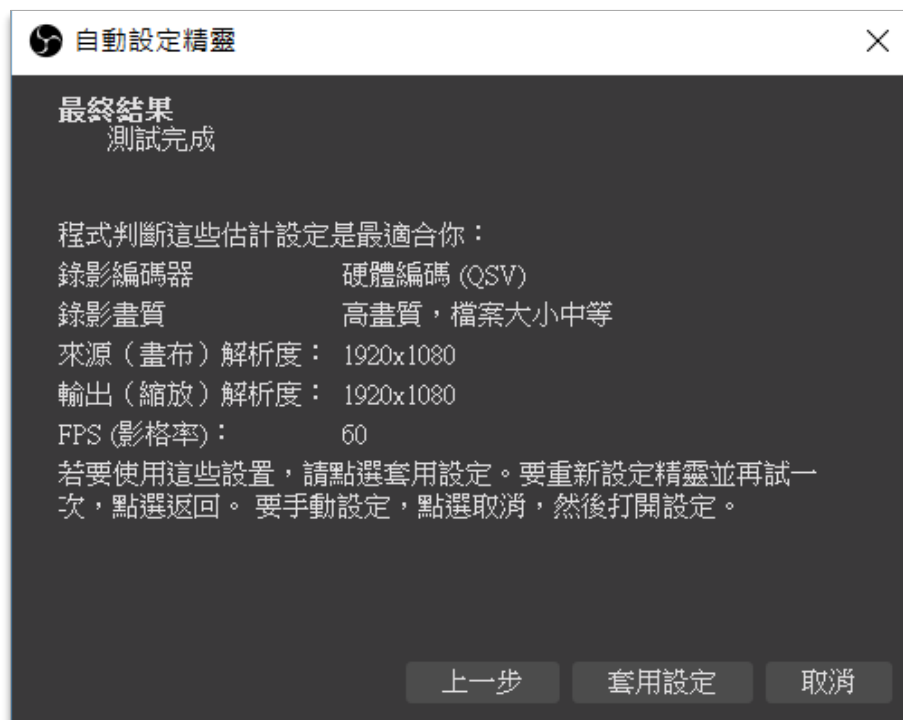 自動設定精靈
最終結果
測試完成
程式判斷這些估計設定是最適合你：
錄影編碼器 硬體編碼 (QSV)
錄影畫質 高畫質，檔案大小中等
來源（畫布）解析度： 1920x1080
輸出（縮放）解析度： 1920x1080
FPS (影格率)： 60
若要使用這些設置，請點選套用設定。要重新設定精靈並再試一
次，點選返回。 要手動設定，點選取消，然後打開設定。
上一步 套用設定 取消